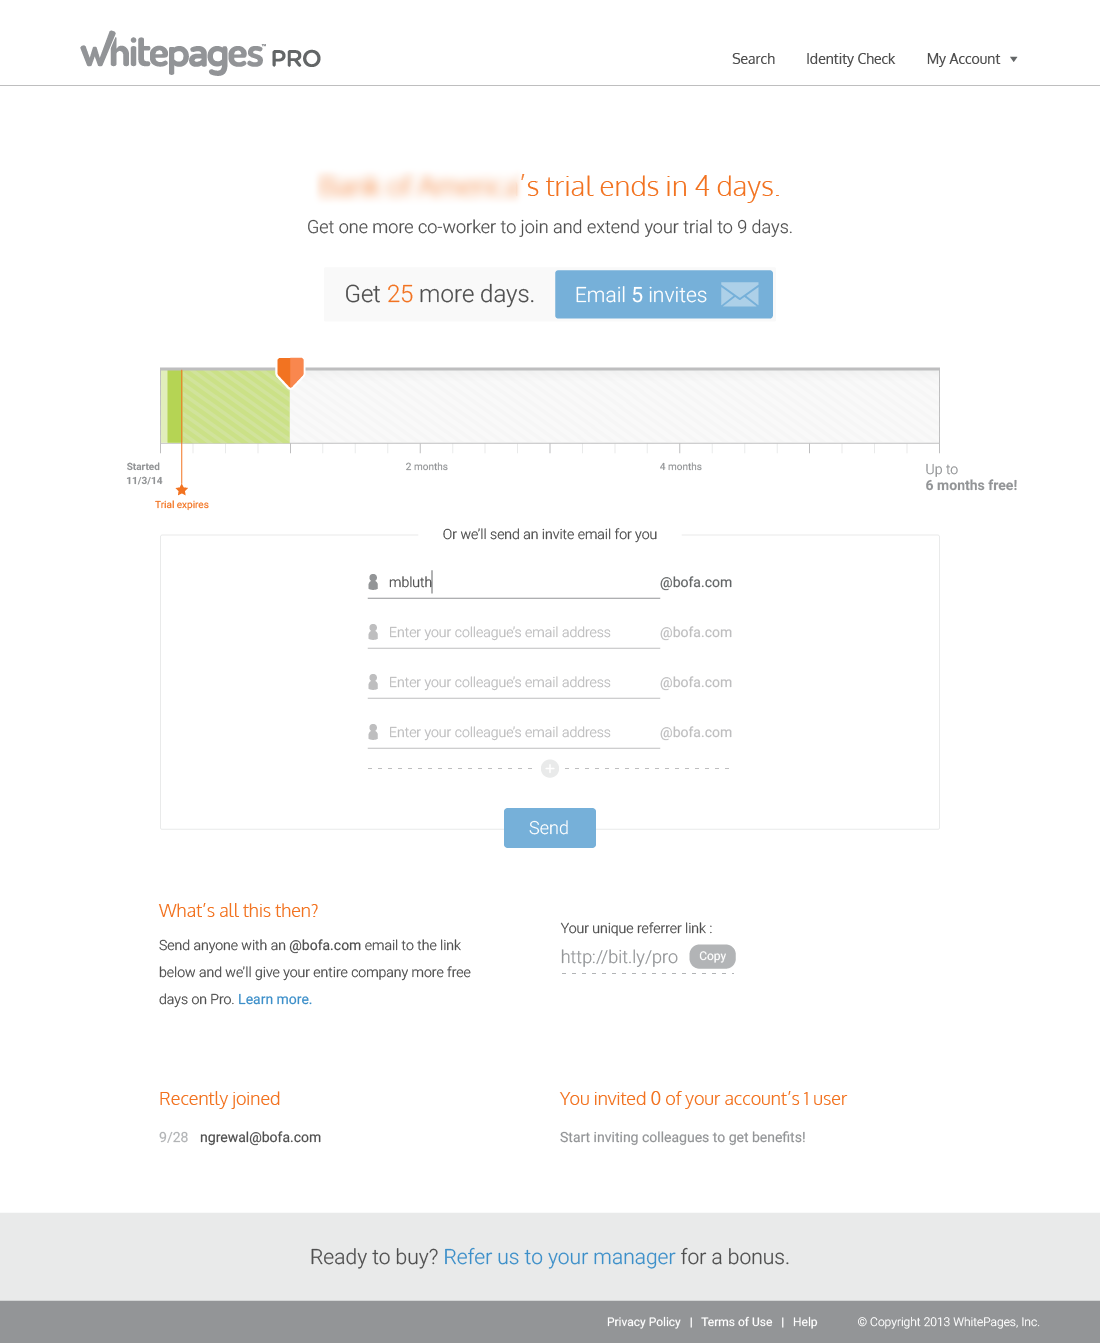 whitepages PRO
Search Identity Check My Account
's trial ends in 4 days.
Get one more co-worker to join and extend your trial to 9 days.
Get 25 more days. Email 5 invites
Started
11/3/14
Trial expires
2 months
4 months
Up to
6 months free!
Or we'll send an invite email for you
mbluth @bofa.com
Enter your colleague's email address @bofa.com
Enter your colleague's email address @bofa.com
Enter your colleague's email address @bofa.com
Send
What's all this then?
Send anyone with an @bofa.com email to the link
below and we'll give your entire company more free
days on Pro. Learn more.
Your unique referrer link :
http://bit.ly/pro Copy
Recently joined
9/28 ngrewal@bofa.com
You invited 0 of your account's 1 user
Start inviting colleagues to get benefits!
Ready to buy? Refer us to your manager for a bonus.
Privacy Policy | Terms of Use | Help © Copyright 2013 WhitePages, Inc.